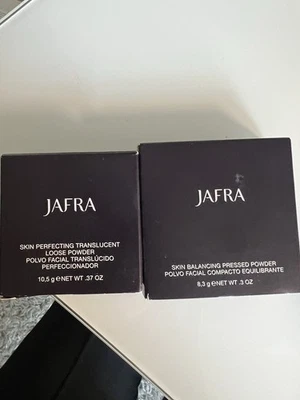 JAFRA
SKIN PERFECTING TRANSLUCENT
LOOSE POWDER
POLVO FACIAL TRANSLÚCIDO
PERFECCIONADOR
10,5 g ℮ NET WT .37 OZ
JAFRA
SKIN BALANCING PRESSED POWDER
POLVO FACIAL COMPACTO EQUILIBRANTE
8,3 g ℮ NET WT .3 OZ